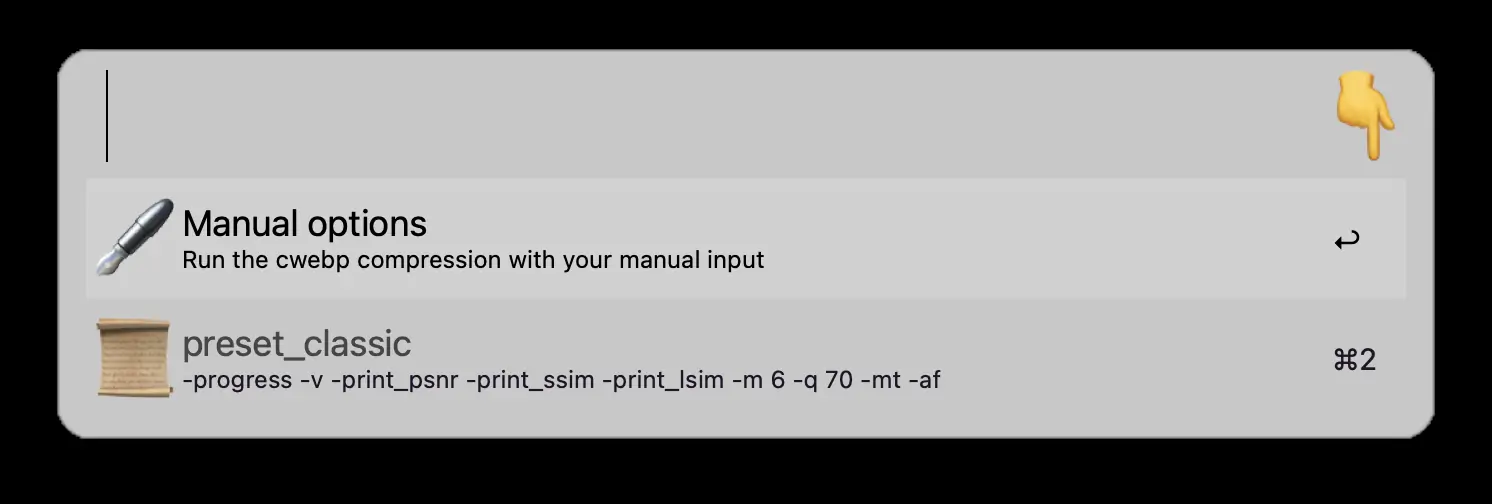 Manual options
Run the cwebp compression with your manual input
↩
preset_classic
-progress -v -print_psnr -print_ssim -print_lsim -m 6 -q 70 -mt -af
⌘2